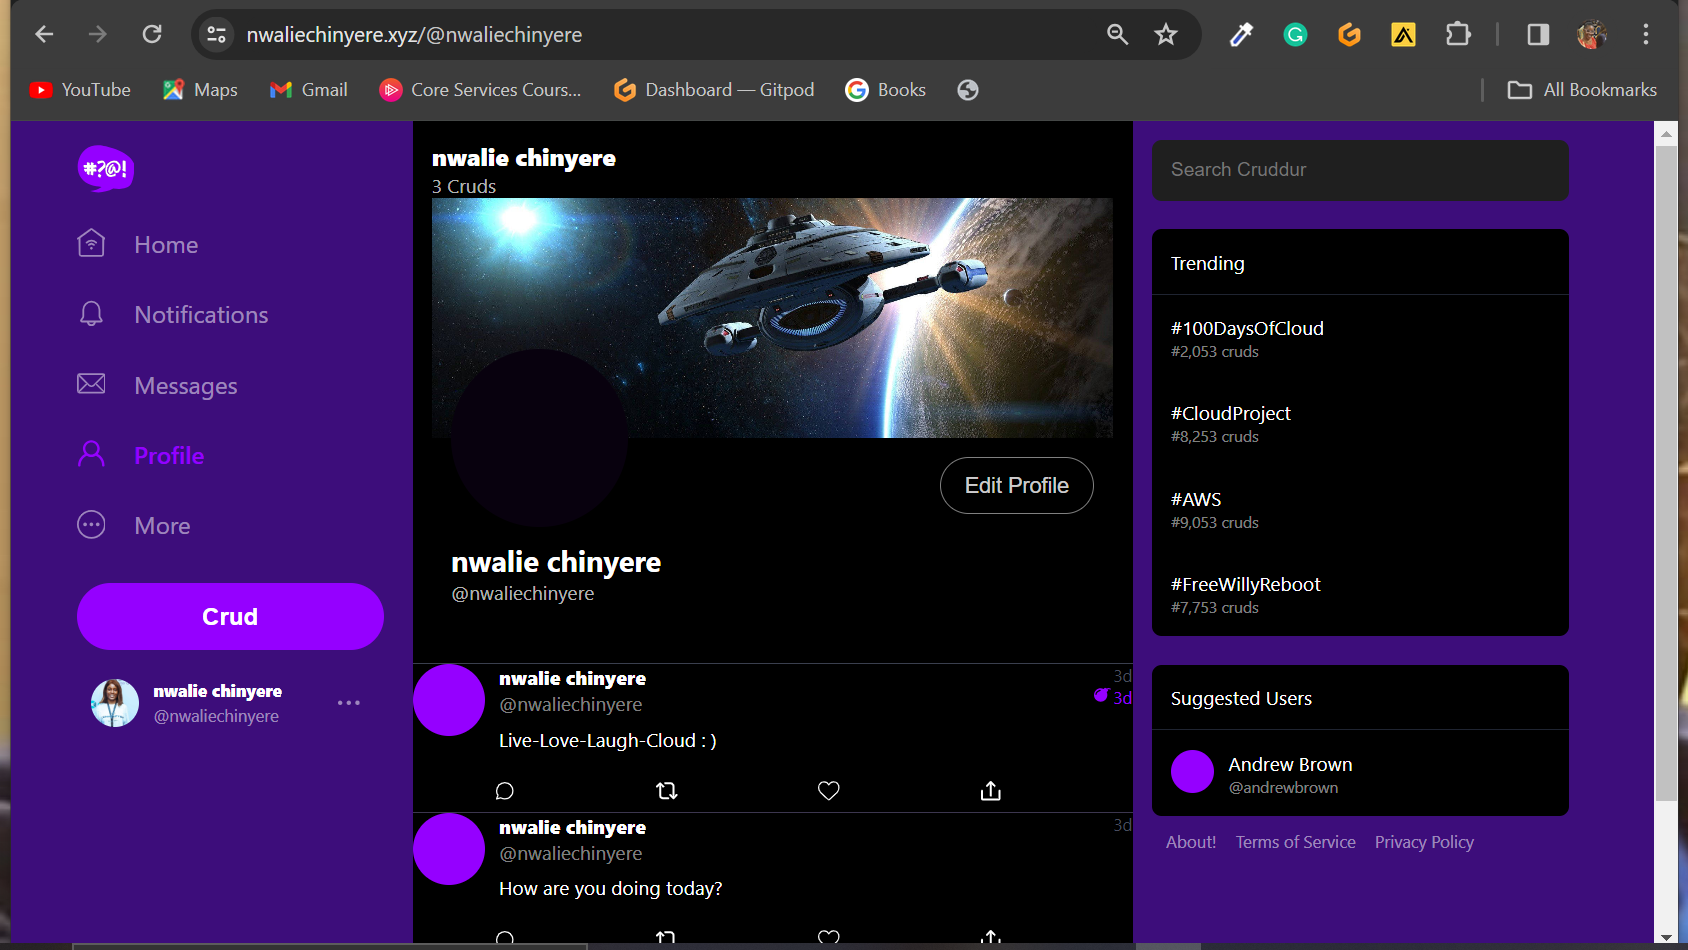 nwaliechinyere.xyz/@nwaliechinyere
YouTube
Maps
Gmail
Core Services Cours...
Dashboard — Gitpod
Books
All Bookmarks
#?@!
Home
Notifications
Messages
Profile
More
Crud
nwalie chinyere
@nwaliechinyere
nwalie chinyere
3 Cruds
Edit Profile
nwalie chinyere
@nwaliechinyere
nwalie chinyere
3d
@nwaliechinyere
3d
Live-Love-Laugh-Cloud : )
nwalie chinyere
3d
@nwaliechinyere
How are you doing today?
Search Cruddur
Trending
#100DaysOfCloud
#2,053 cruds
#CloudProject
#8,253 cruds
#AWS
#9,053 cruds
#FreeWillyReboot
#7,753 cruds
Suggested Users
Andrew Brown
@andrewbrown
About!
Terms of Service
Privacy Policy